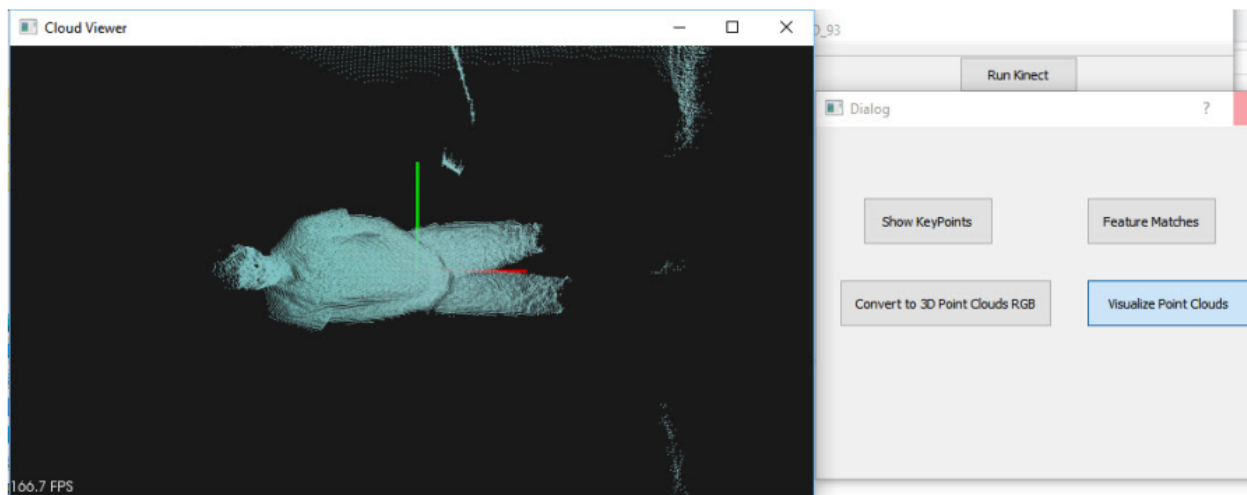 Cloud Viewer
166.7 FPS
D_93
Run Kinect
Dialog
?
Show KeyPoints
Feature Matches
Convert to 3D Point Clouds RGB
Visualize Point Clouds